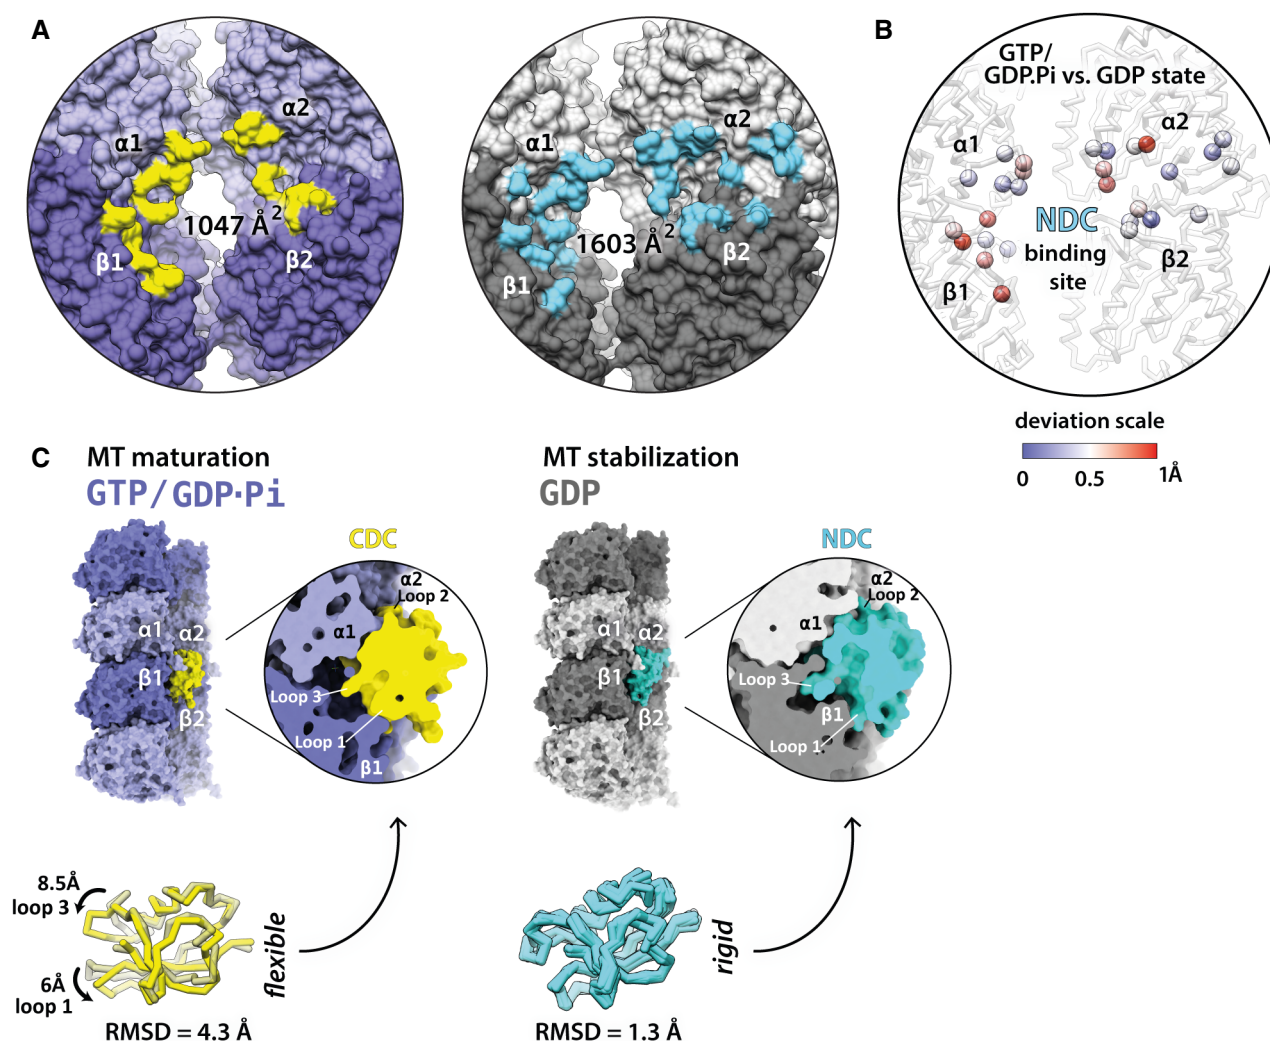 A
α1
α2
1047 Å²
β1
β2
α1
α2
1603 Å²
β1
β2
B
GTP/
GDP.Pi vs. GDP state
α1
α2
NDC
binding
site
β1
β2
deviation scale
0
0.5
1Å
C
MT maturation
GTP/GDP·Pi
α1
α2
β1
β2
CDC
α2
Loop 2
α1
Loop 3
Loop 1
β1
MT stabilization
GDP
α1
α2
β1
β2
NDC
α2
Loop 2
α1
Loop 3
β1
Loop 1
8.5Å
loop 3
6Å
loop 1
flexible
RMSD = 4.3 Å
rigid
RMSD = 1.3 Å